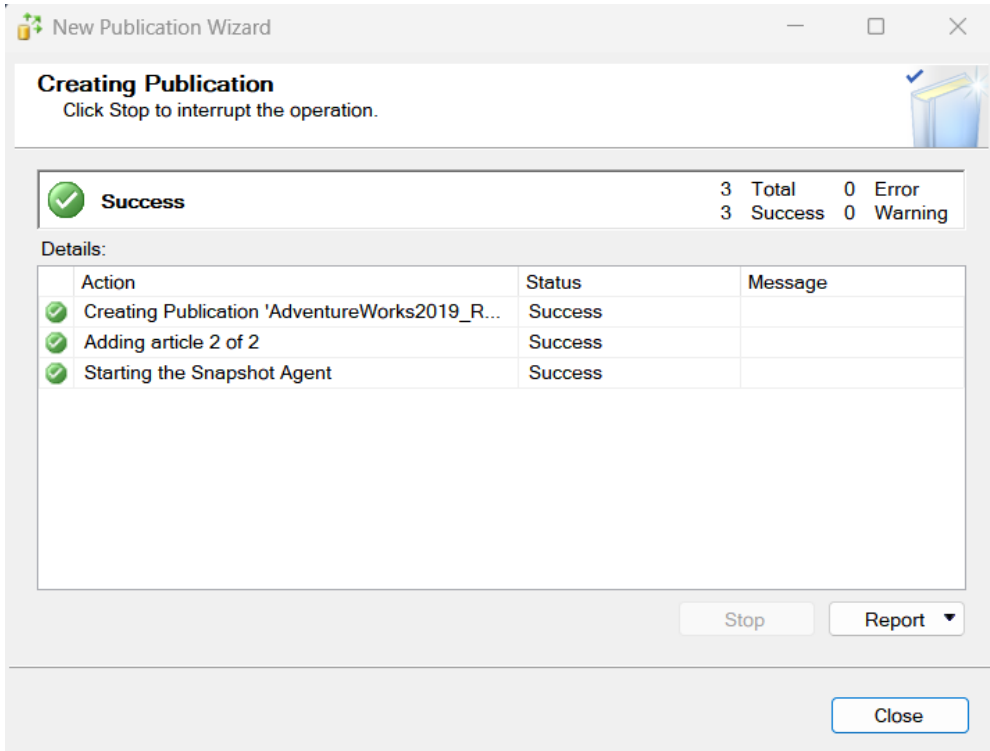 New Publication Wizard
Creating Publication
Click Stop to interrupt the operation.
Success
3 Total 0 Error
3 Success 0 Warning
Details:
Action Status Message
Creating Publication 'AdventureWorks2019_R... Success
Adding article 2 of 2 Success
Starting the Snapshot Agent Success
Stop Report
Close